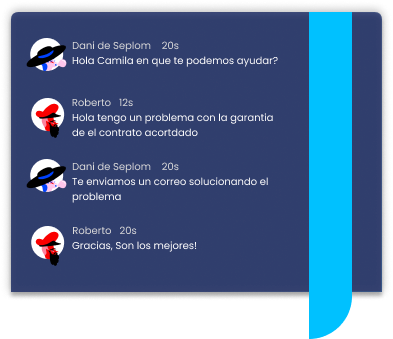 Dani de Seplom 20s
Hola Camila en que te podemos ayudar?
Roberto 12s
Hola tengo un problema con la garantia
de el contrato acortdado
Dani de Seplom 20s
Te enviamos un correo solucionando el
problema
Roberto 20s
Gracias, Son los mejores!